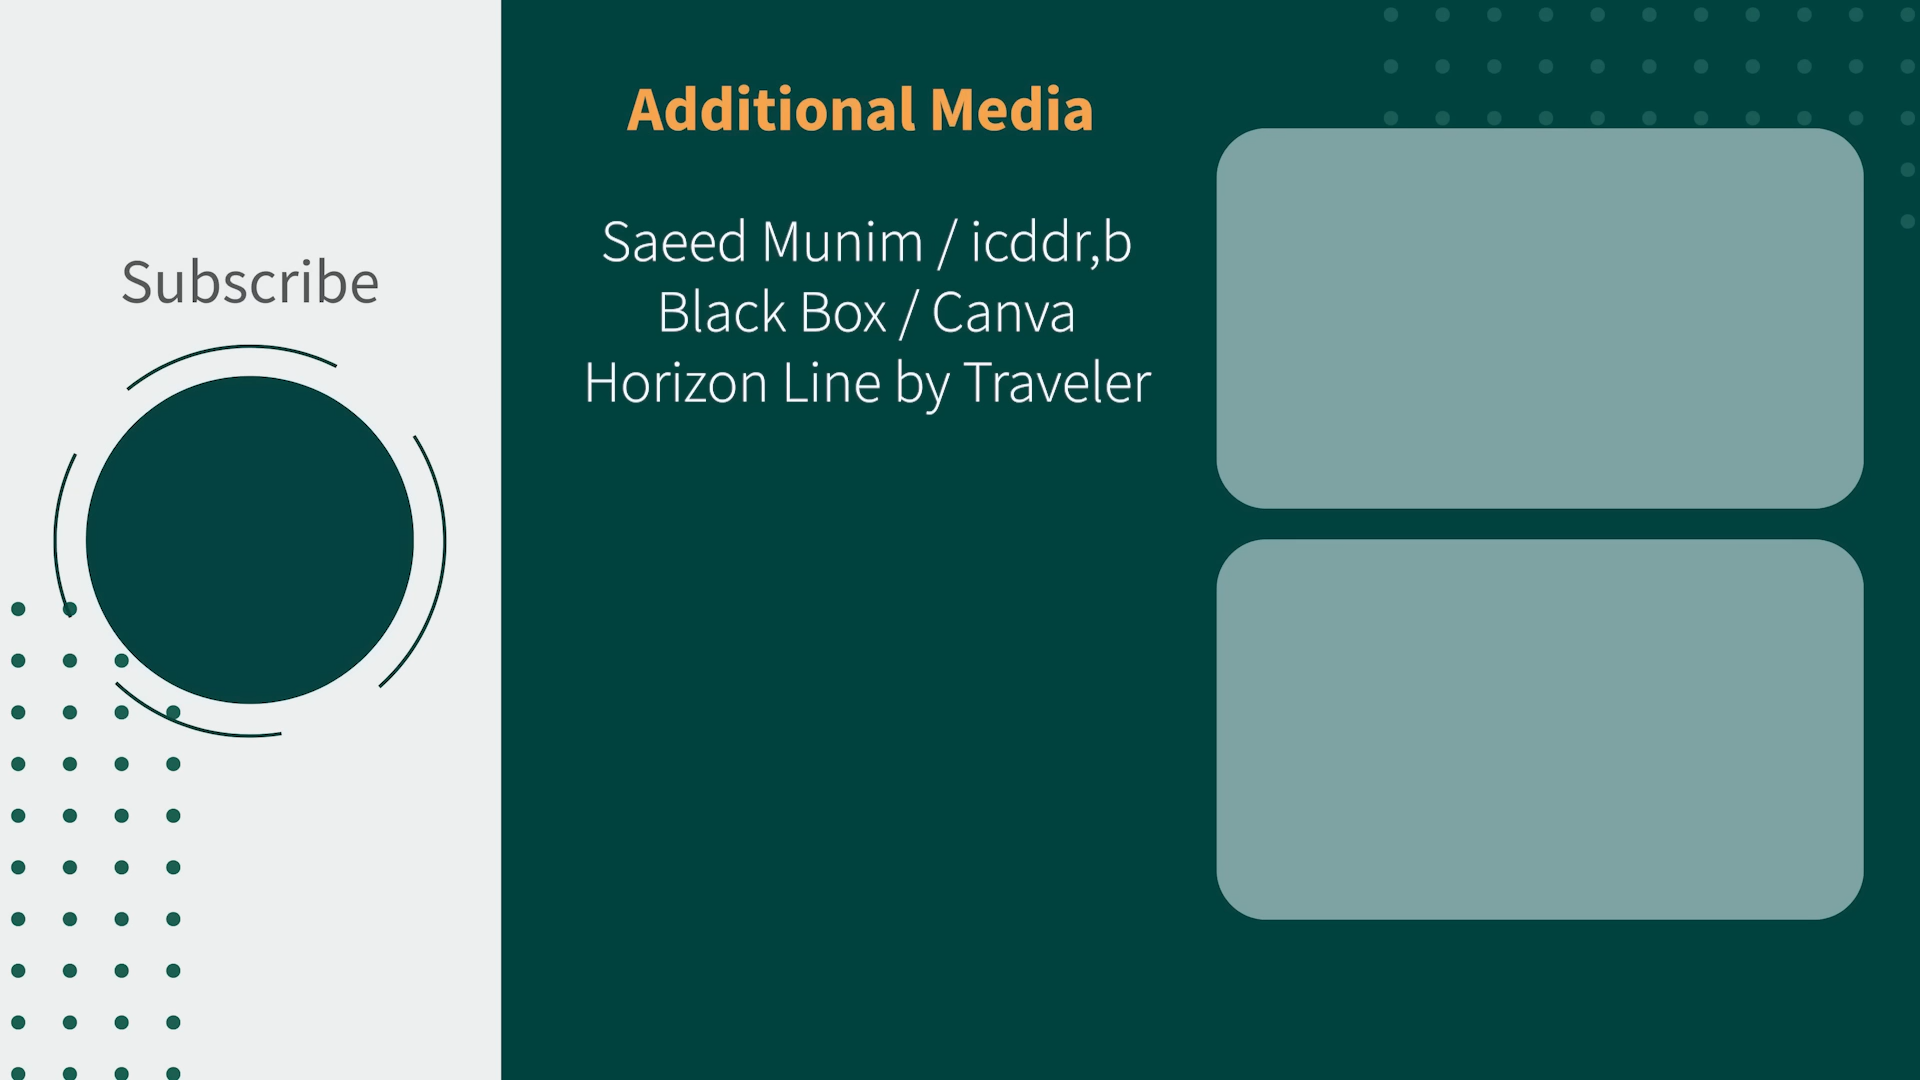 Subscribe
Additional Media
Saeed Munim / icddr,b
Black Box / Canva
Horizon Line by Traveler